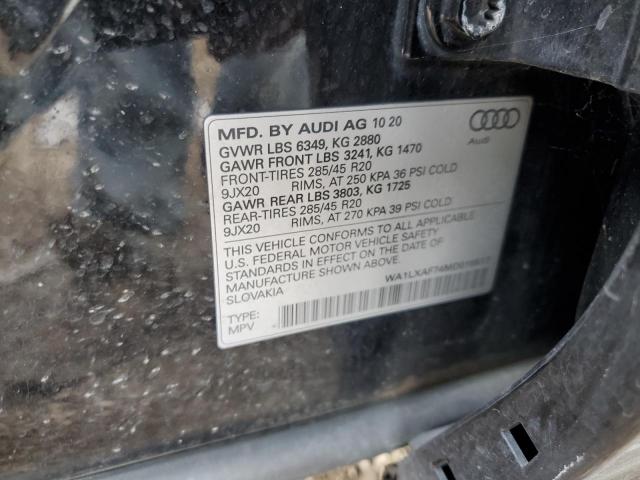 MFD. BY AUDI AG 10 20
GVWR LBS 6349, KG 2880
GAWR FRONT LBS 3241, KG 1470
FRONT-TIRES 285/45 R20
9JX20 RIMS, AT 250 KPA 36 PSI COLD
GAWR REAR LBS 3803, KG 1725
REAR-TIRES 285/45 R20
9JX20 RIMS, AT 270 KPA 39 PSI COLD
THIS VEHICLE CONFORMS TO ALL APPLICABLE
U.S. FEDERAL MOTOR VEHICLE SAFETY
STANDARDS IN EFFECT ON THE DATE OF
MANUFACTURE SHOWN ABOVE.
SLOVAKIA
TYPE:
MPV
Audi